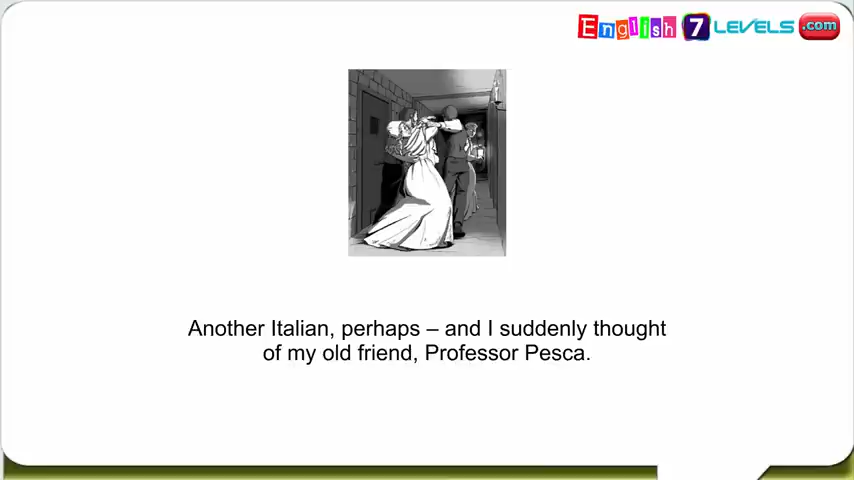 English 7 LEVELS .com
Another Italian, perhaps – and I suddenly thought
of my old friend, Professor Pesca.